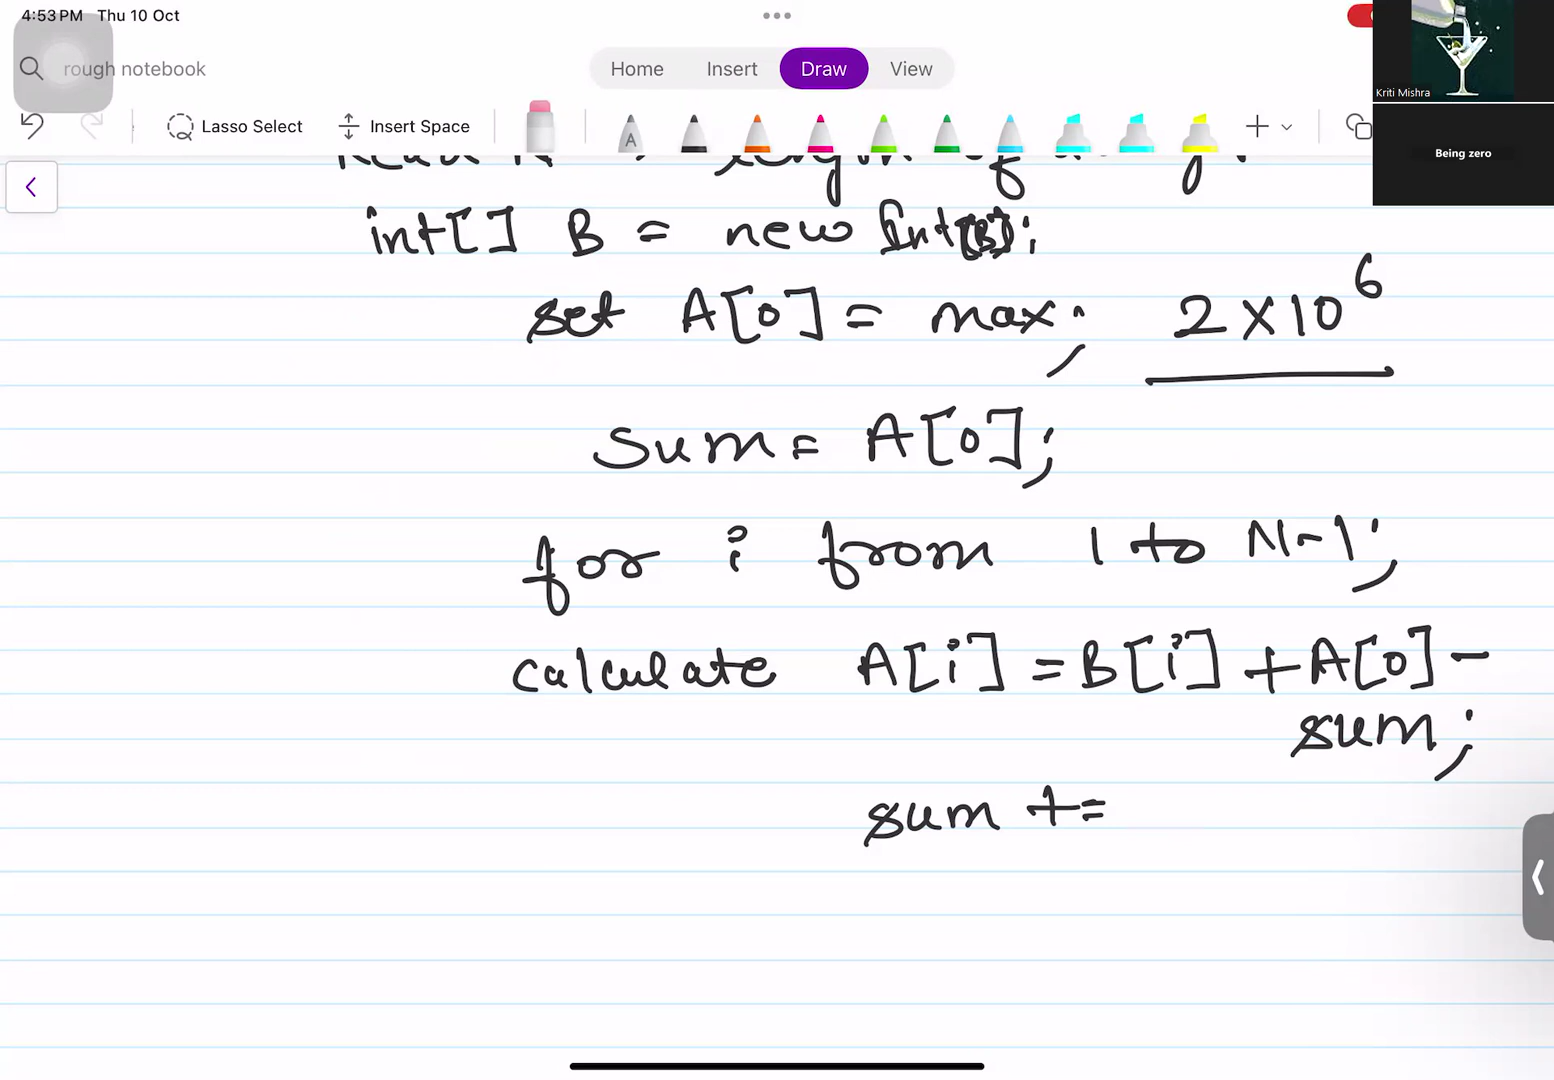 4:53 PM Thu 10 Oct
rough notebook
Home Insert Draw View
Lasso Select
Insert Space
A
Kriti Mishra
Being zero
int[] B = new int[B];
set A[0] = max; 2 X 10^6
sum = A[0];
for i from 1 to N-1;
calculate A[i] = B[i] + A[0] -
sum;
sum +=